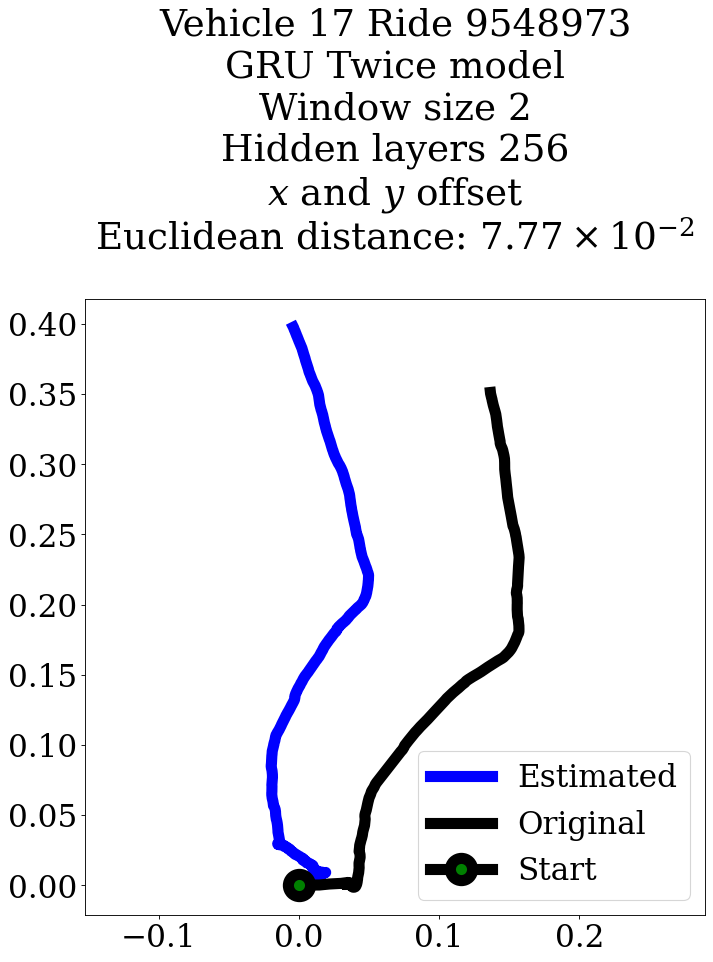 Vehicle 17 Ride 9548973
GRU Twice model
Window size 2
Hidden layers 256
x and y offset
Euclidean distance: 7.77 × 10⁻²
0.40
0.35
0.30
0.25
0.20
0.15
0.10
0.05
0.00
Estimated
Original
Start
−0.1 0.0 0.1 0.2